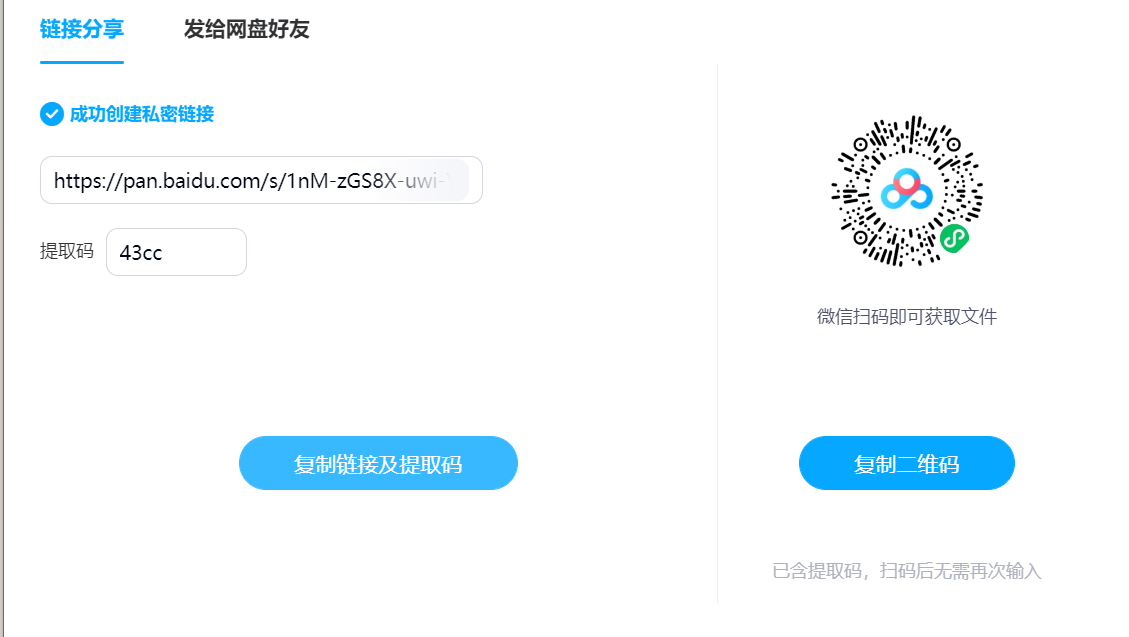 链接分享
发给网盘好友
成功创建私密链接
https://pan.baidu.com/s/1nM-zGS8X-uwi-
提取码
43cc
复制链接及提取码
微信扫码即可获取文件
复制二维码
已含提取码，扫码后无需再次输入